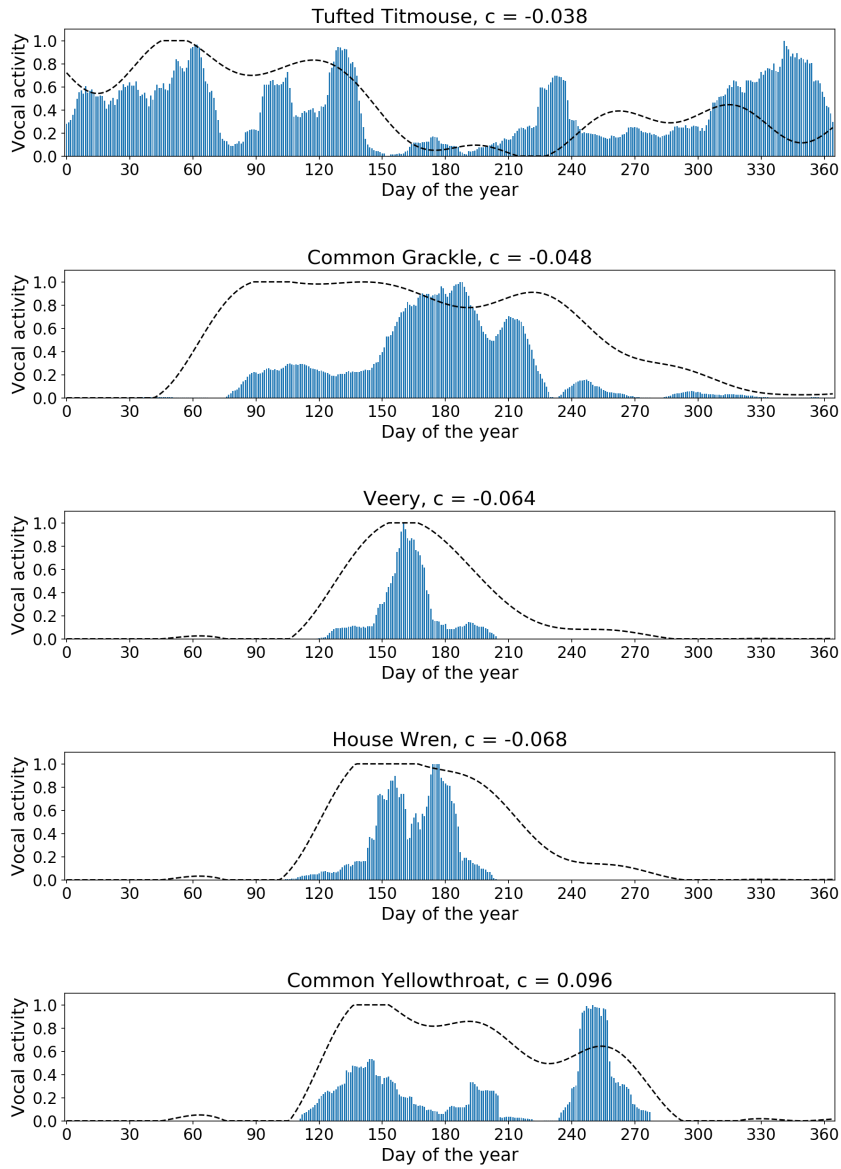 Tufted Titmouse, c = -0.038
Vocal activity
1.0
0.8
0.6
0.4
0.2
0.0
0 30 60 90 120 150 180 210 240 270 300 330 360
Day of the year
Common Grackle, c = -0.048
Vocal activity
1.0
0.8
0.6
0.4
0.2
0.0
0 30 60 90 120 150 180 210 240 270 300 330 360
Day of the year
Veery, c = -0.064
Vocal activity
1.0
0.8
0.6
0.4
0.2
0.0
0 30 60 90 120 150 180 210 240 270 300 330 360
Day of the year
House Wren, c = -0.068
Vocal activity
1.0
0.8
0.6
0.4
0.2
0.0
0 30 60 90 120 150 180 210 240 270 300 330 360
Day of the year
Common Yellowthroat, c = 0.096
Vocal activity
1.0
0.8
0.6
0.4
0.2
0.0
0 30 60 90 120 150 180 210 240 270 300 330 360
Day of the year